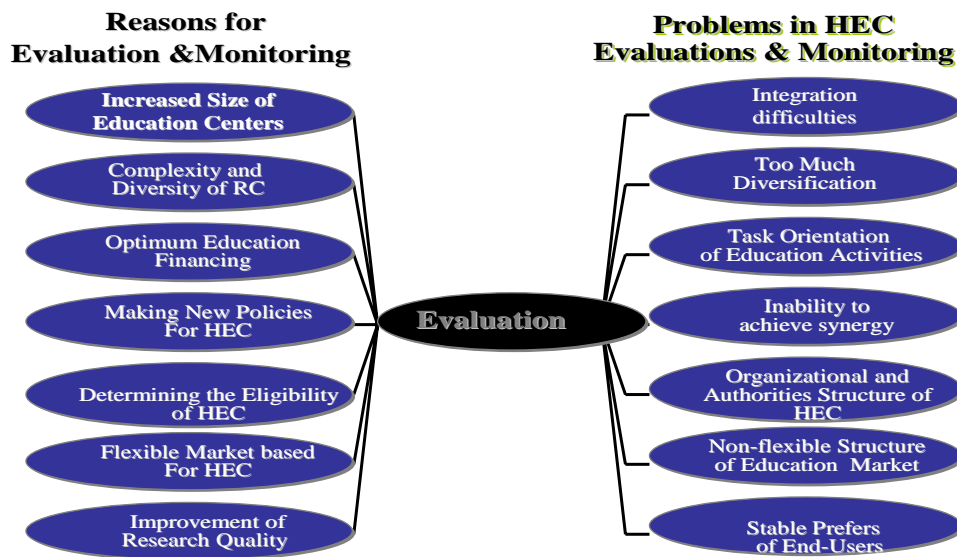 Reasons for
Evaluation &Monitoring
Increased Size of
Education Centers
Complexity and
Diversity of RC
Optimum Education
Financing
Making New Policies
For HEC
Determining the Eligibility
of HEC
Flexible Market based
For HEC
Improvement of
Research Quality
Evaluation
Problems in HEC
Evaluations & Monitoring
Integration
difficulties
Too Much
Diversification
Task Orientation
of Education Activities
Inability to
achieve synergy
Organizational and
Authorities Structure of
HEC
Non-flexible Structure
of Education Market
Stable Prefers
of End-Users